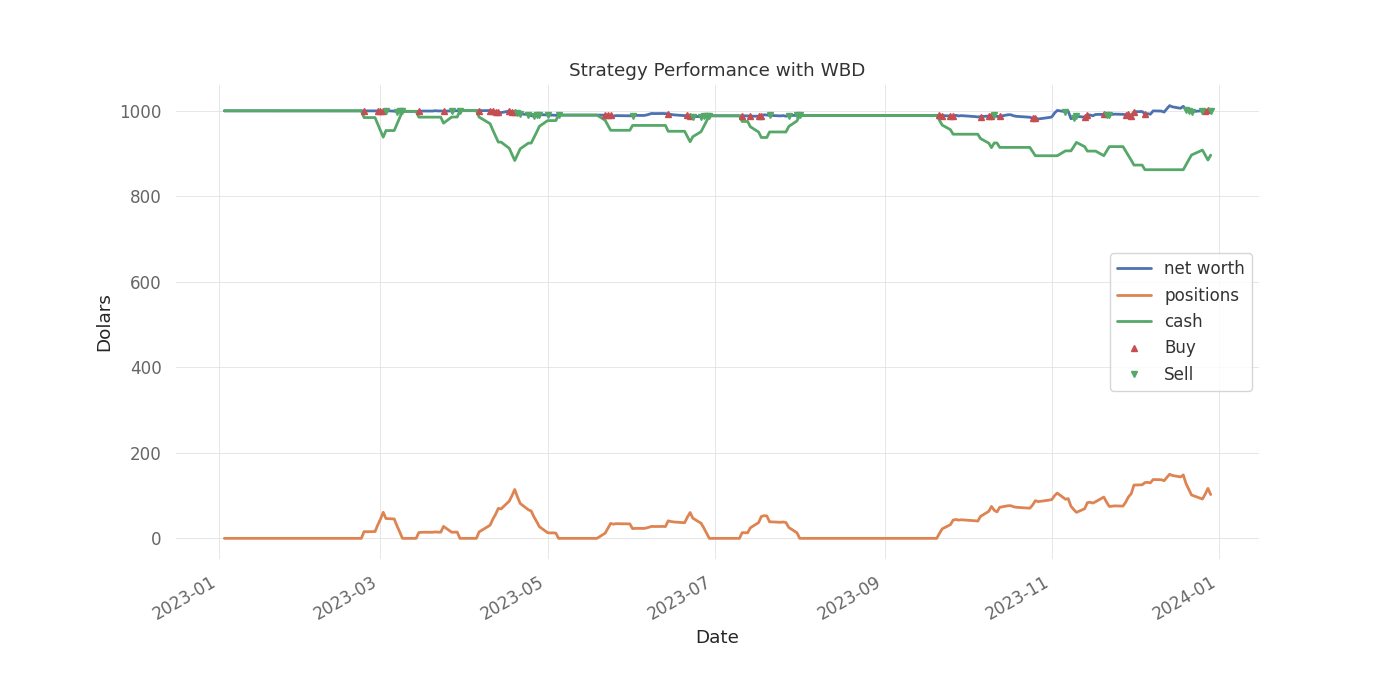 Strategy Performance with WBD
Dolars
1000
800
600
400
200
0
net worth
positions
cash
Buy
Sell
2023-01
2023-03
2023-05
2023-07
2023-09
2023-11
2024-01
Date